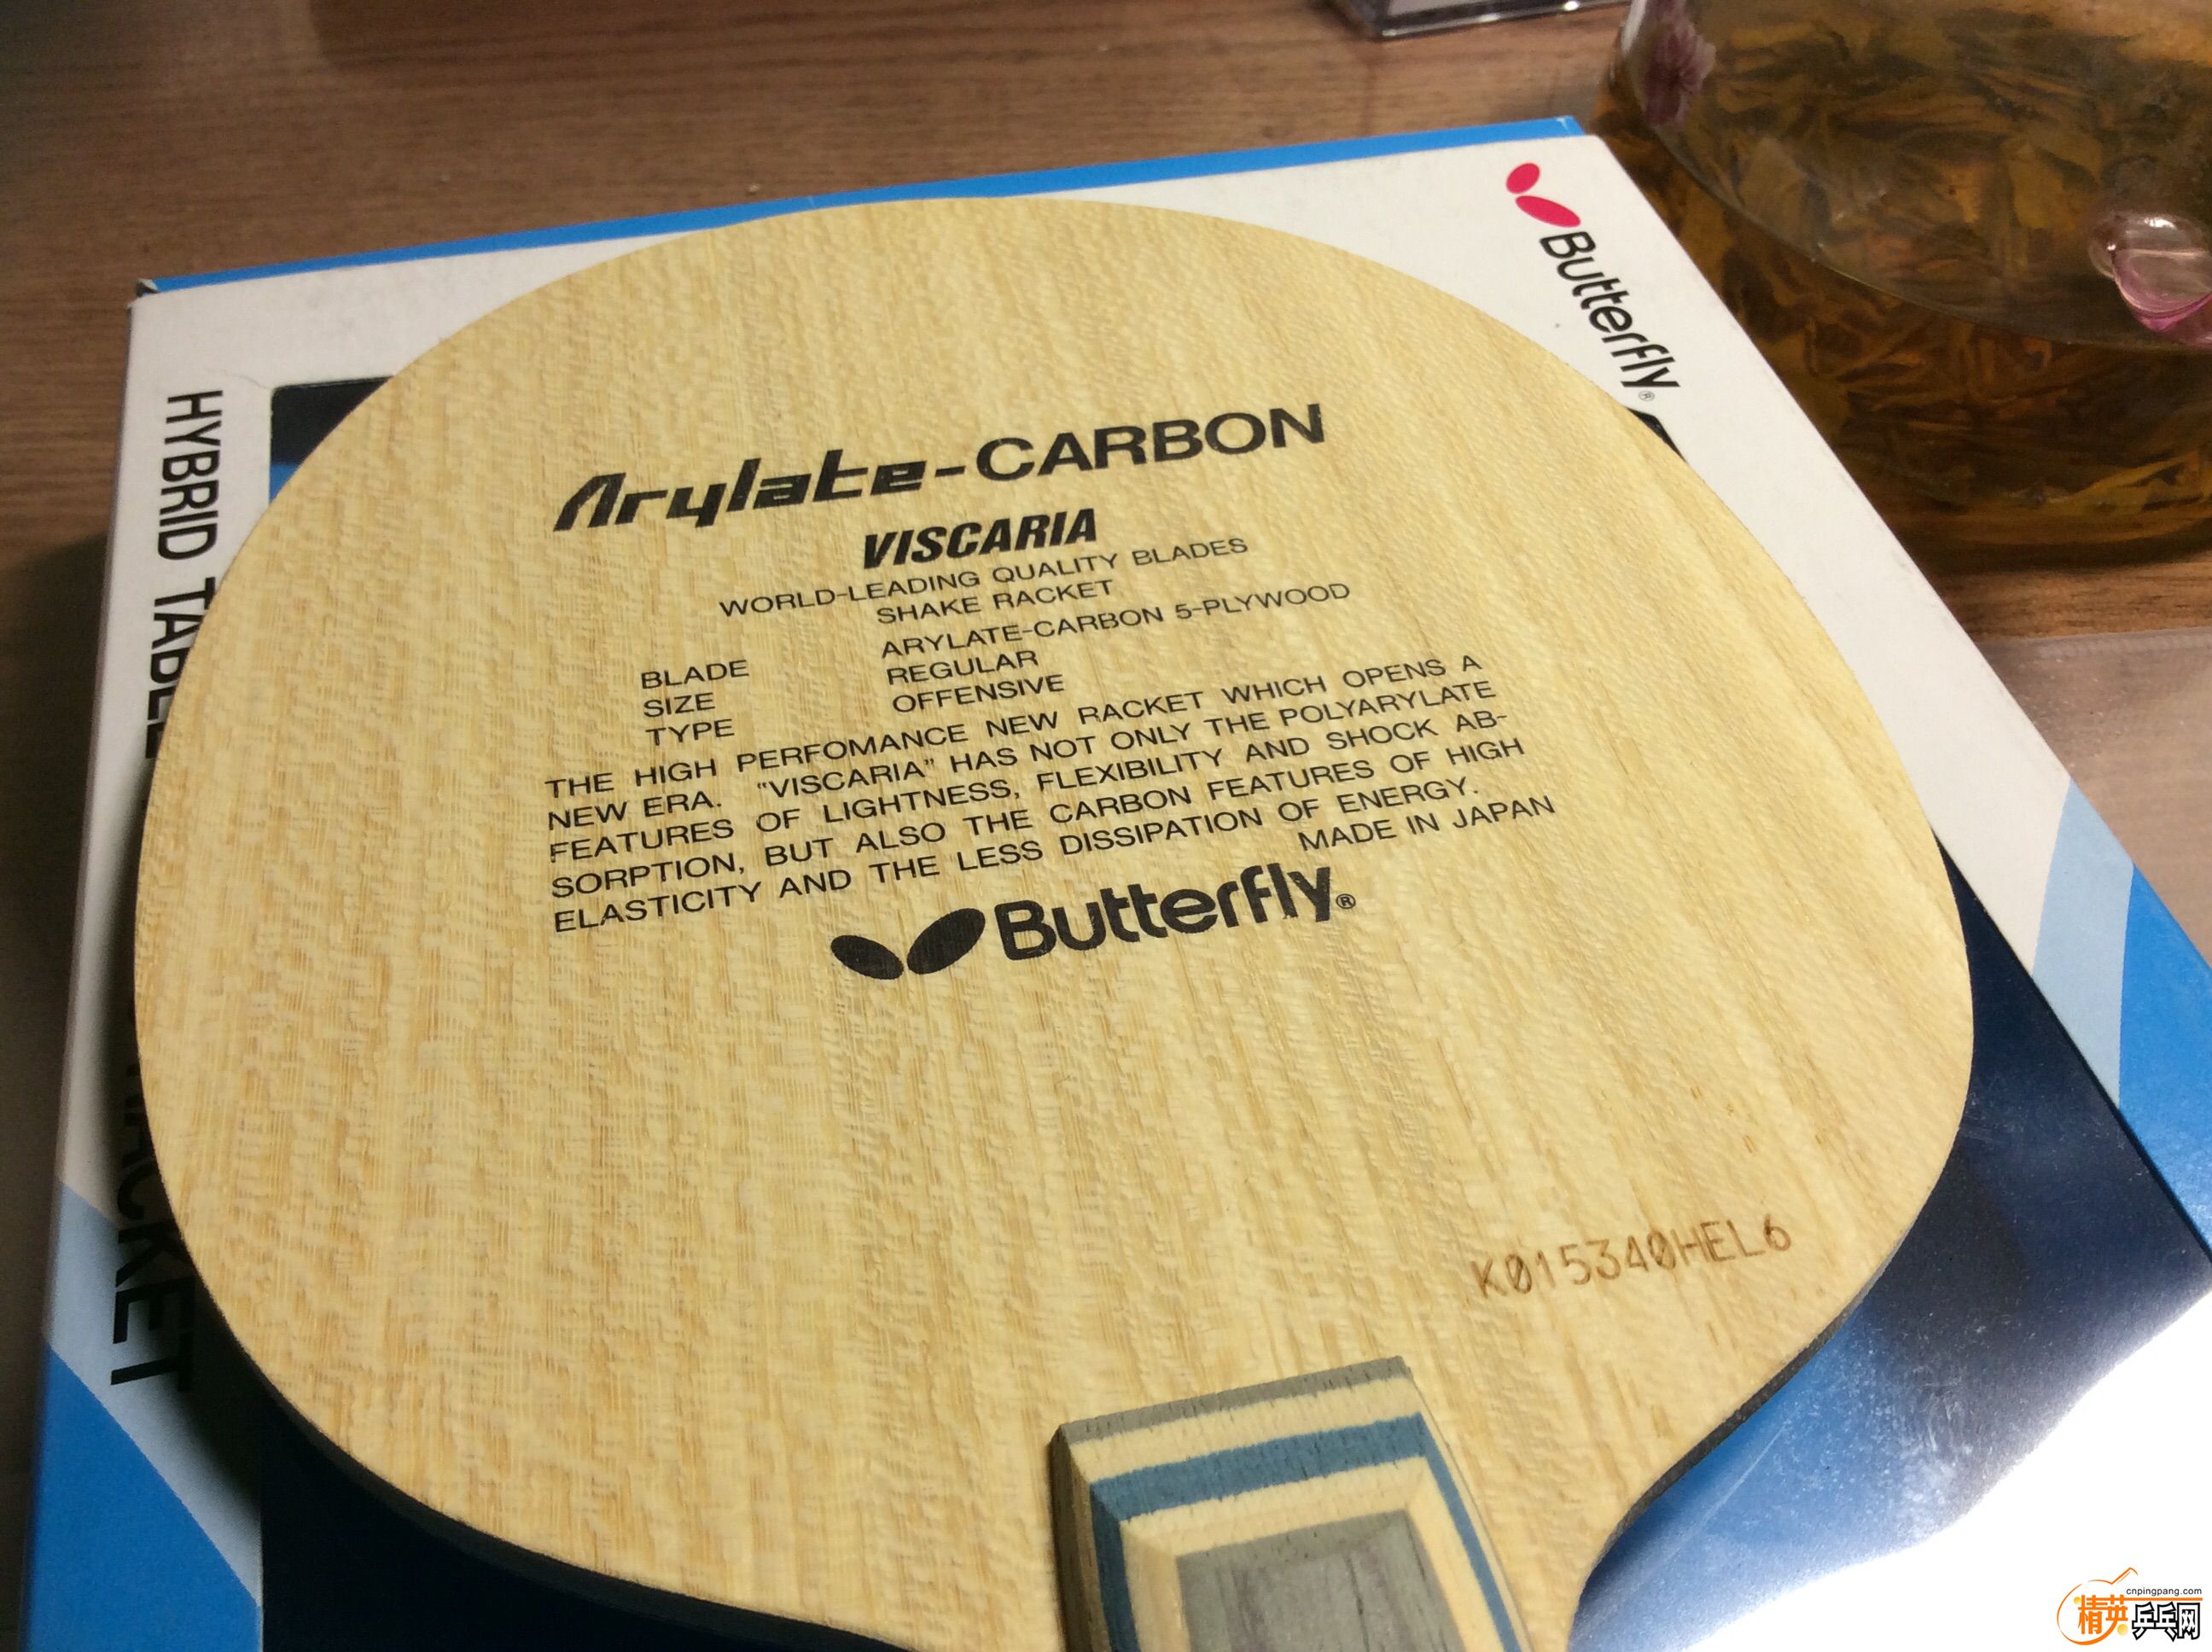 Butterfly®
HYBRID TABLE
RACKET
Arylate-CARBON
VISCARIA
WORLD-LEADING QUALITY BLADES
SHAKE RACKET
BLADE ARYLATE-CARBON 5-PLYWOOD
SIZE REGULAR
TYPE OFFENSIVE
THE HIGH PERFOMANCE NEW RACKET WHICH OPENS A
NEW ERA. "VISCARIA" HAS NOT ONLY THE POLYARYLATE
FEATURES OF LIGHTNESS, FLEXIBILITY AND SHOCK AB-
SORPTION, BUT ALSO THE CARBON FEATURES OF HIGH
ELASTICITY AND THE LESS DISSIPATION OF ENERGY.
MADE IN JAPAN
Butterfly®
K015340HEL6
cnpingpang.com
精英乒乓网